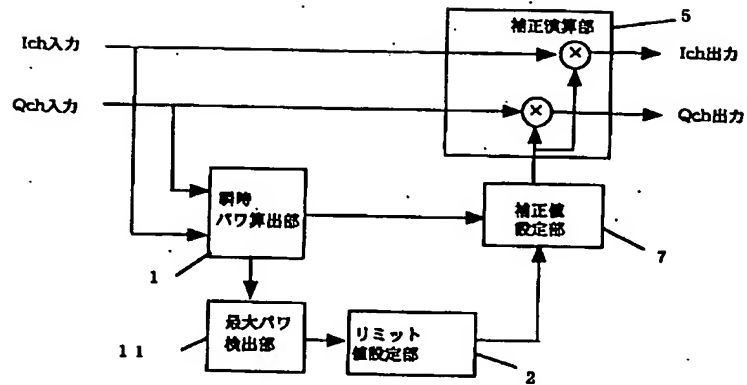 5
補正演算部
Ich入力
×
Ich出力
Qch入力
×
Qch出力
瞬時
パワ算出部
補正値
設定部
1
7
最大パワ
検出部
リミット
値設定部
11
2